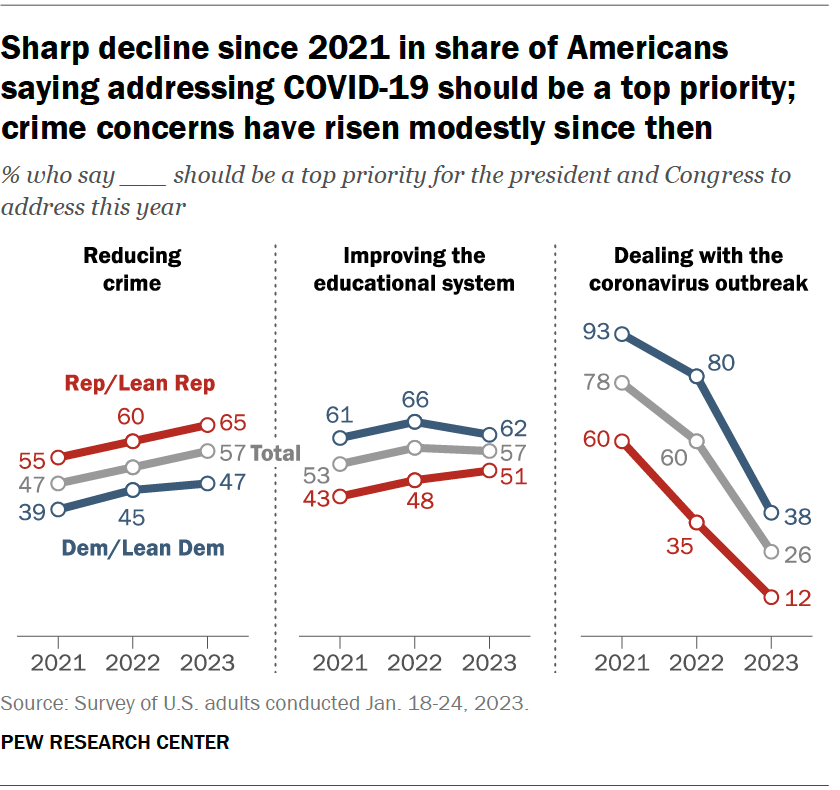 Sharp decline since 2021 in share of Americans
saying addressing COVID-19 should be a top priority;
crime concerns have risen modestly since then
% who say ___ should be a top priority for the president and Congress to
address this year
Reducing
crime
Rep/Lean Rep
60
65
55
57 Total
47
47
39
45
Dem/Lean Dem
2021 2022 2023
Improving the
educational system
66
61
62
57
53
51
43
48
2021 2022 2023
Dealing with the
coronavirus outbreak
93
80
78
60
60
38
35
26
12
2021 2022 2023
Source: Survey of U.S. adults conducted Jan. 18-24, 2023.
PEW RESEARCH CENTER